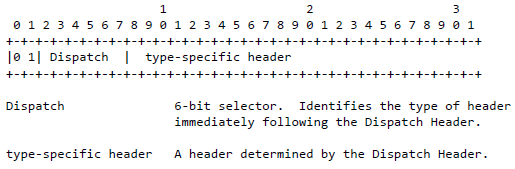 1                   2                   3
 0 1 2 3 4 5 6 7 8 9 0 1 2 3 4 5 6 7 8 9 0 1 2 3 4 5 6 7 8 9 0 1
+-+-+-+-+-+-+-+-+-+-+-+-+-+-+-+-+-+-+-+-+-+-+-+-+-+-+-+-+-+-+-+-+
|0 1| Dispatch  |  type-specific header
+-+-+-+-+-+-+-+-+-+-+-+-+-+-+-+-+-+-+-+-+-+-+-+-+-+-+-+-+-+-+-+-+
Dispatch               6-bit selector.  Identifies the type of header
                       immediately following the Dispatch Header.
type-specific header   A header determined by the Dispatch Header.